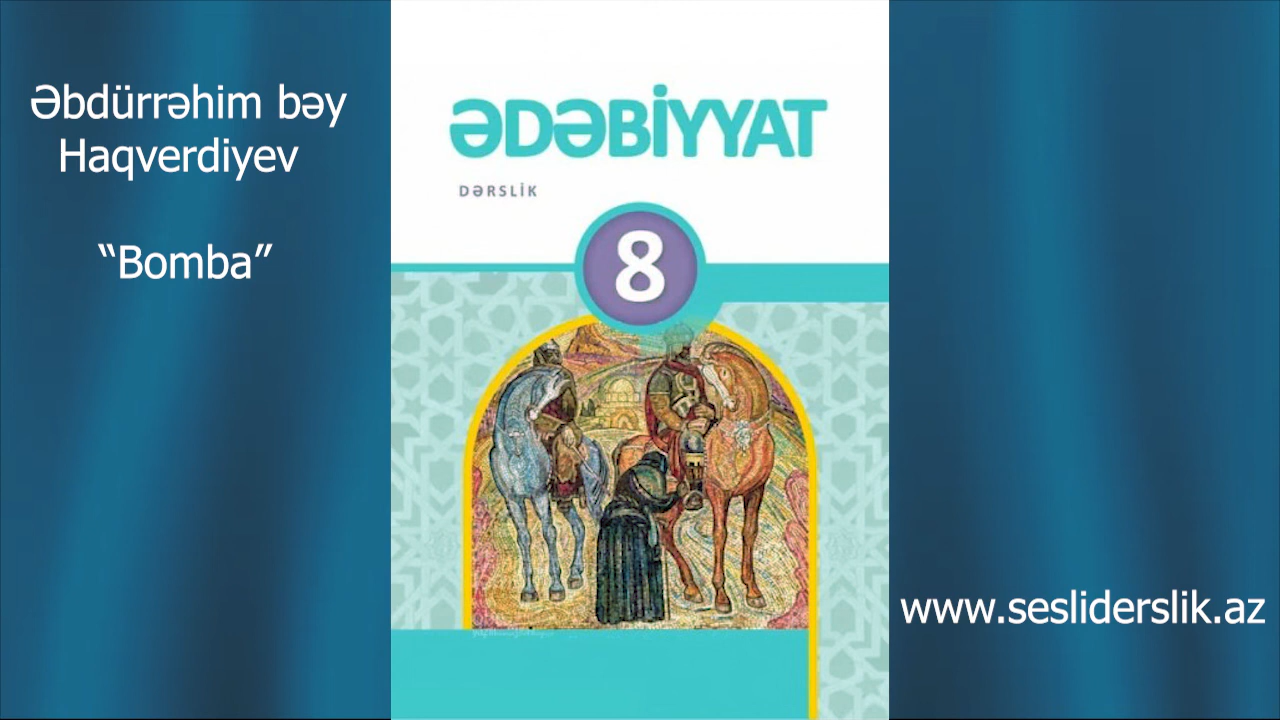 Əbdürrəhim bəy
Haqverdiyev
“Bomba”
ƏDƏBİYYAT
DƏRSLİK
8
www.sesliderslik.az